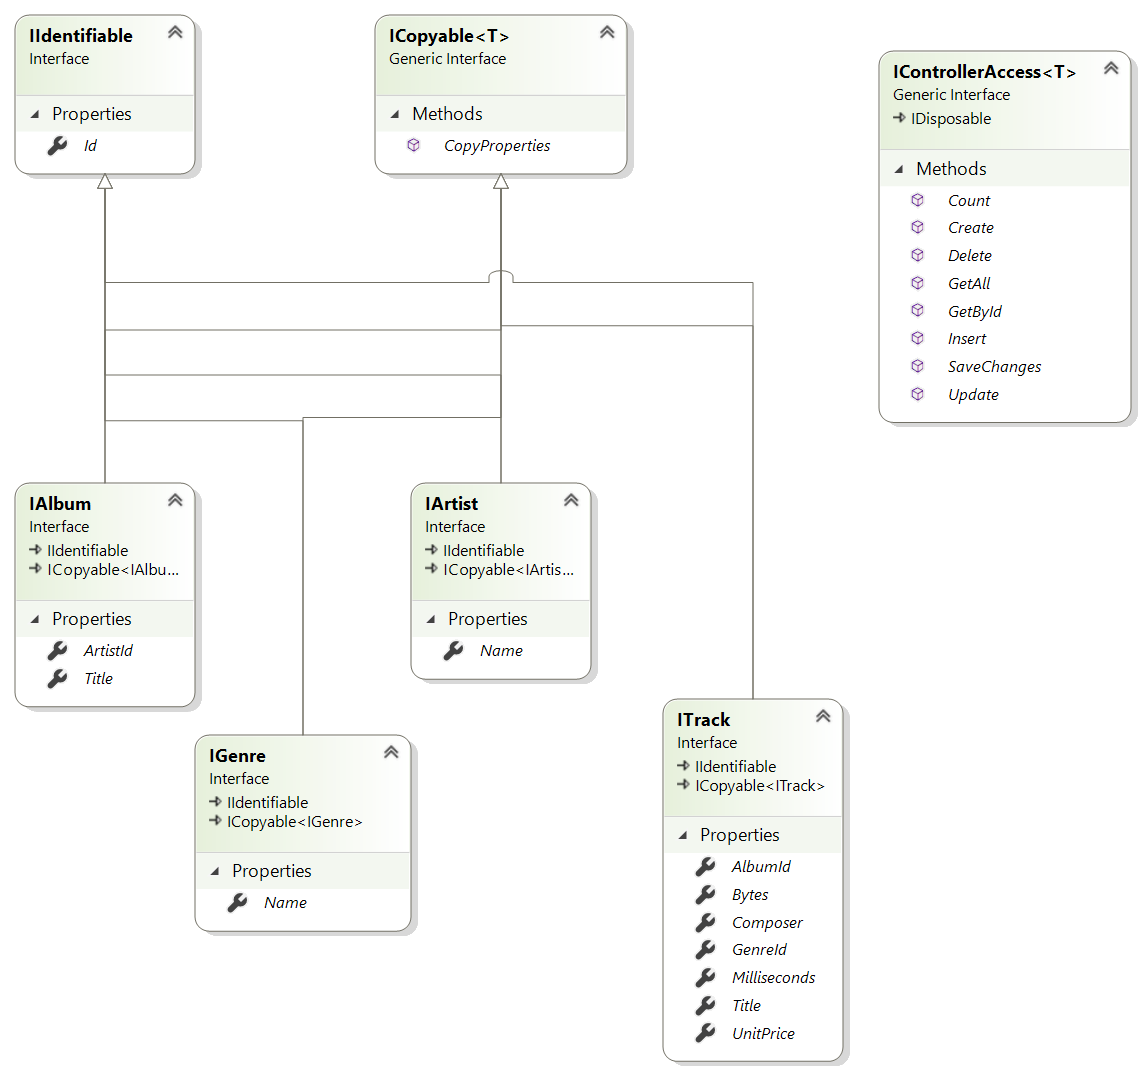 IIdentifiable
Interface
Properties
Id
ICopyable<T>
Generic Interface
Methods
CopyProperties
IControllerAccess<T>
Generic Interface
IDisposable
Methods
Count
Create
Delete
GetAll
GetById
Insert
SaveChanges
Update
IAlbum
Interface
IIdentifiable
ICopyable<IAlbu...
Properties
ArtistId
Title
IArtist
Interface
IIdentifiable
ICopyable<IArtis...
Properties
Name
IGenre
Interface
IIdentifiable
ICopyable<IGenre>
Properties
Name
ITrack
Interface
IIdentifiable
ICopyable<ITrack>
Properties
AlbumId
Bytes
Composer
GenreId
Milliseconds
Title
UnitPrice